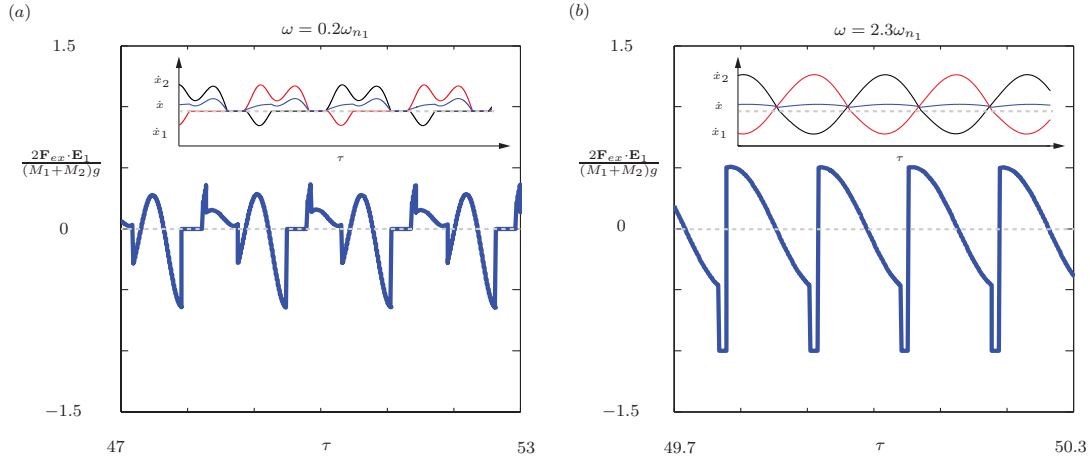 (a)
ω = 0.2ω_{n_1}
1.5
ẋ_2
ẋ
ẋ_1
τ
2F_{ex}·E_1
(M_1+M_2)g
0
−1.5
47
τ
53
(b)
ω = 2.3ω_{n_1}
1.5
ẋ_2
ẋ
ẋ_1
τ
2F_{ex}·E_1
(M_1+M_2)g
0
−1.5
49.7
τ
50.3